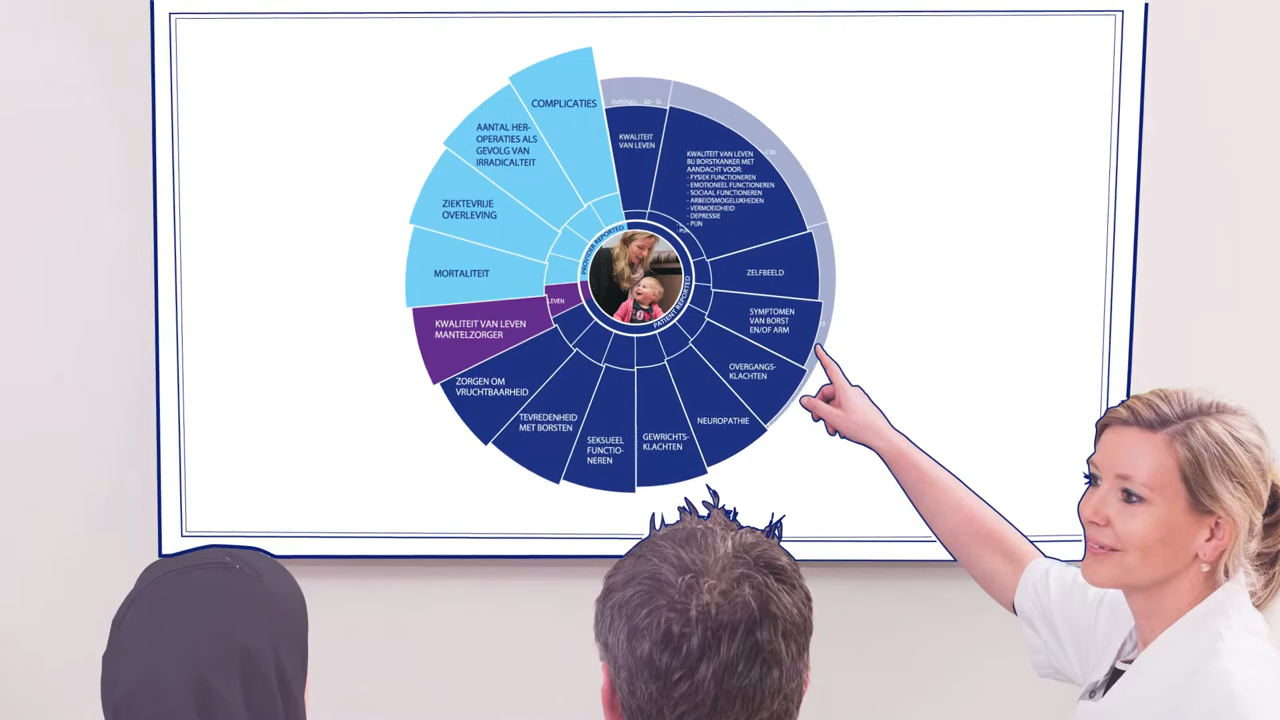 COMPLICATIES
AANTAL HER-
OPERATIES ALS
GEVOLG VAN
IRRADICALTEIT
ZIEKTEVRIJE
OVERLEVING
MORTALITEIT
KWALITEIT VAN LEVEN
MANTELZORGER
LEVEN
ZORGEN OM
VRUCHTBAARHEID
TEVREDENHEID
MET BORSTEN
SEKSUEEL
FUNCTIO-
NEREN
GEWRICHTS-
KLACHTEN
NEUROPATHIE
OVERGANGS-
KLACHTEN
SYMPTOMEN
VAN BORST
EN/OF ARM
ZELFBEELD
KWALITEIT VAN LEVEN
BIJ BORSTKANKER MET
AANDACHT VOOR:
- FYSIEK FUNCTIONEREN
- EMOTIONEEL FUNCTIONEREN
- SOCIAAL FUNCTIONEREN
- ARBEIDSMOGELIJKHEDEN
- VERMOEIDHEID
- DEPRESSIE
- PIJN
KWALITEIT
VAN LEVEN
PROVIDER REPORTED
PATIENT REPORTED